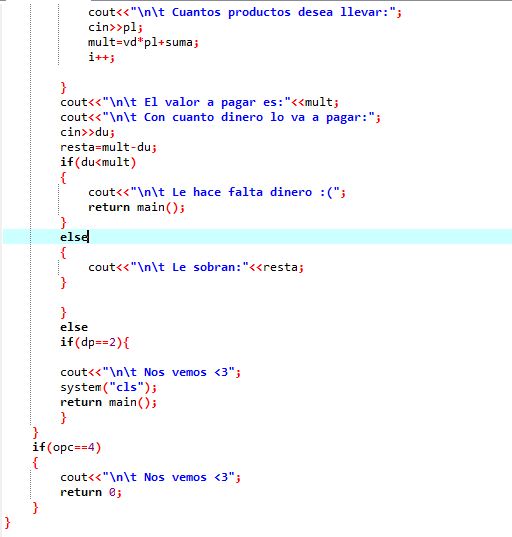 cout<<"\n\t Cuantos productos desea llevar:";
cin>>pl;
mult=vd*pl+suma;
i++;
}
cout<<"\n\t El valor a pagar es:"<<mult;
cout<<"\n\t Con cuanto dinero lo va a pagar:";
cin>>du;
resta=mult-du;
if(du<mult)
{
cout<<"\n\t Le hace falta dinero :(";
return main();
}
else
{
cout<<"\n\t Le sobran:"<<resta;
}
}
else
if(dp==2){
cout<<"\n\t Nos vemos <3";
system("cls");
return main();
}
}
if(opc==4)
{
cout<<"\n\t Nos vemos <3";
return 0;
}
}